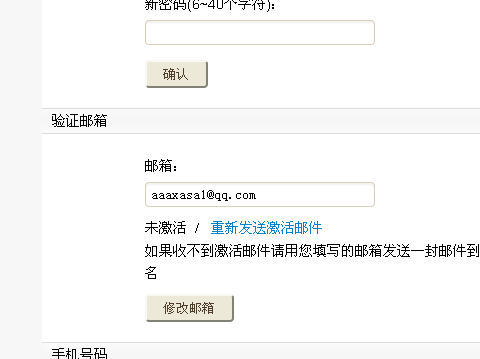 新密码(6~40个字符):
确认
验证邮箱
邮箱:
aaaxasa1@qq.com
未激活 / 重新发送激活邮件
如果收不到激活邮件请用您填写的邮箱发送一封邮件到
名
修改邮箱
手机号码